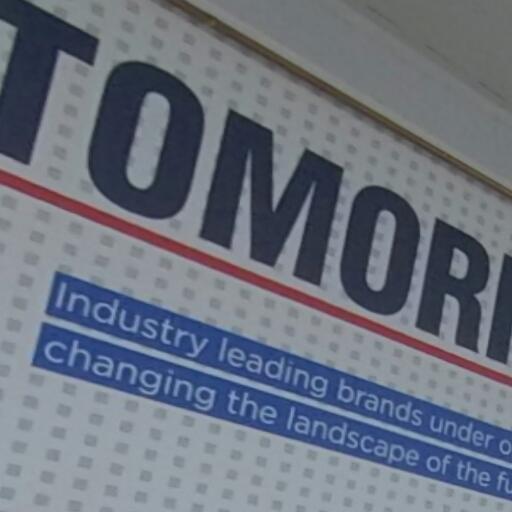 TOMOR
Industry leading brands under
changing the landscape of the